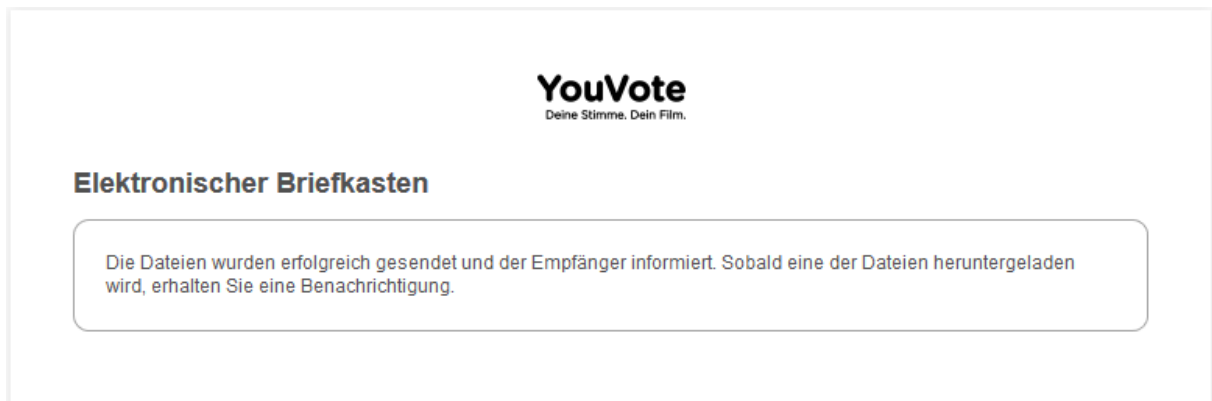 YouVote
Deine Stimme. Dein Film.
Elektronischer Briefkasten
Die Dateien wurden erfolgreich gesendet und der Empfänger informiert. Sobald eine der Dateien heruntergeladen
wird, erhalten Sie eine Benachrichtigung.